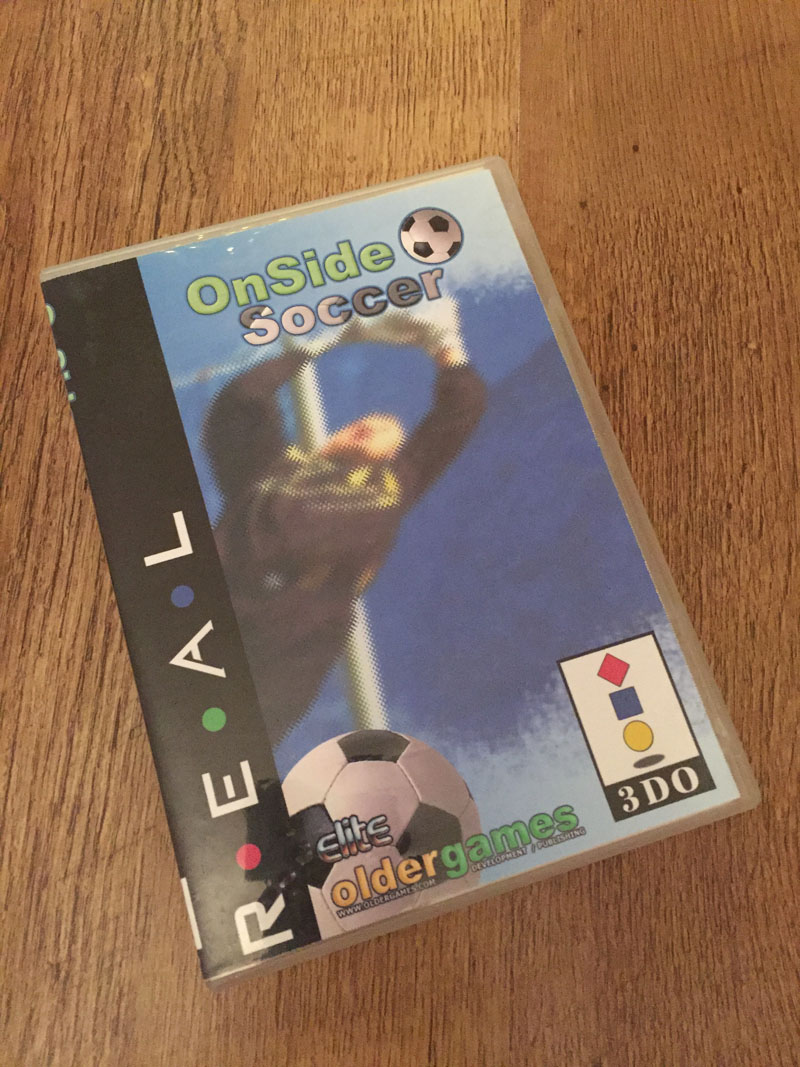 OnSide
Soccer
R•E•A•L
3DO
elite
oldergames
DEVELOPMENT / PUBLISHING
WWW.OLDERGAMES.COM